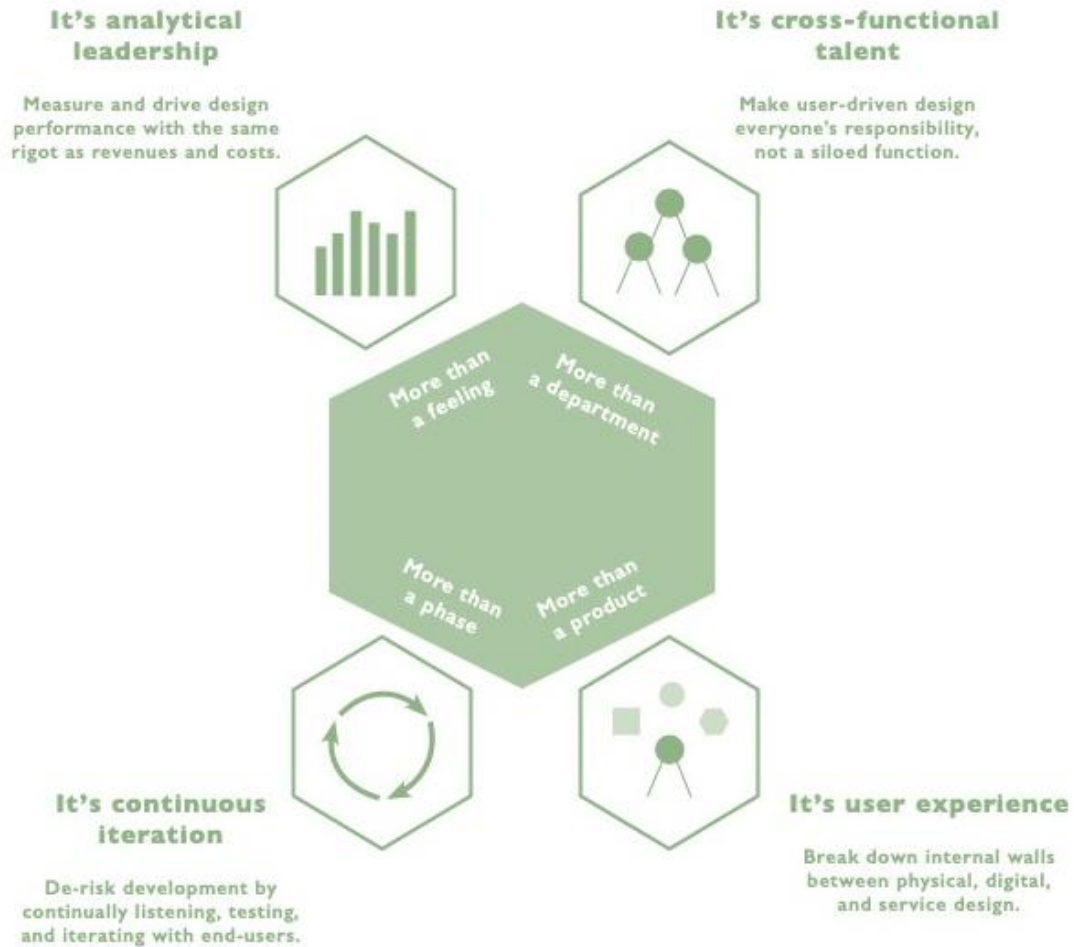 It's analytical
leadership
Measure and drive design
performance with the same
rigot as revenues and costs.
It's cross-functional
talent
Make user-driven design
everyone's responsibility,
not a siloed function.
More than
a feeling
More than
a department
More than
a phase
More than
a product
It's continuous
iteration
De-risk development by
continually listening, testing,
and iterating with end-users.
It's user experience
Break down internal walls
between physical, digital,
and service design.